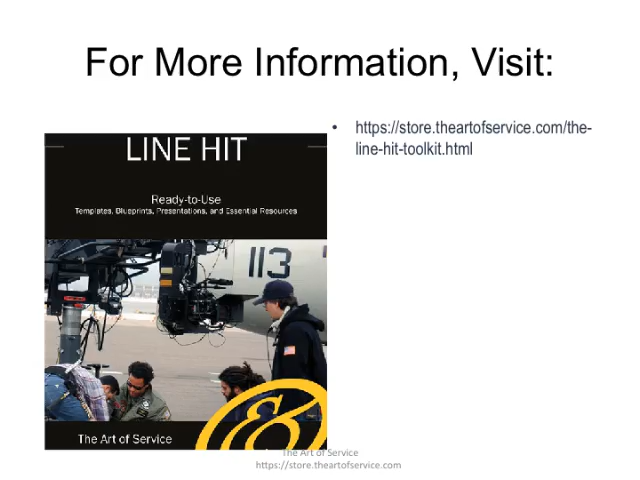 For More Information, Visit:
• https://store.theartofservice.com/the-
line-hit-toolkit.html
LINE HIT
Ready-to-Use
Templates, Blueprints, Presentations, and Essential Resources
113
The Art of Service
The Art of Service
https://store.theartofservice.com